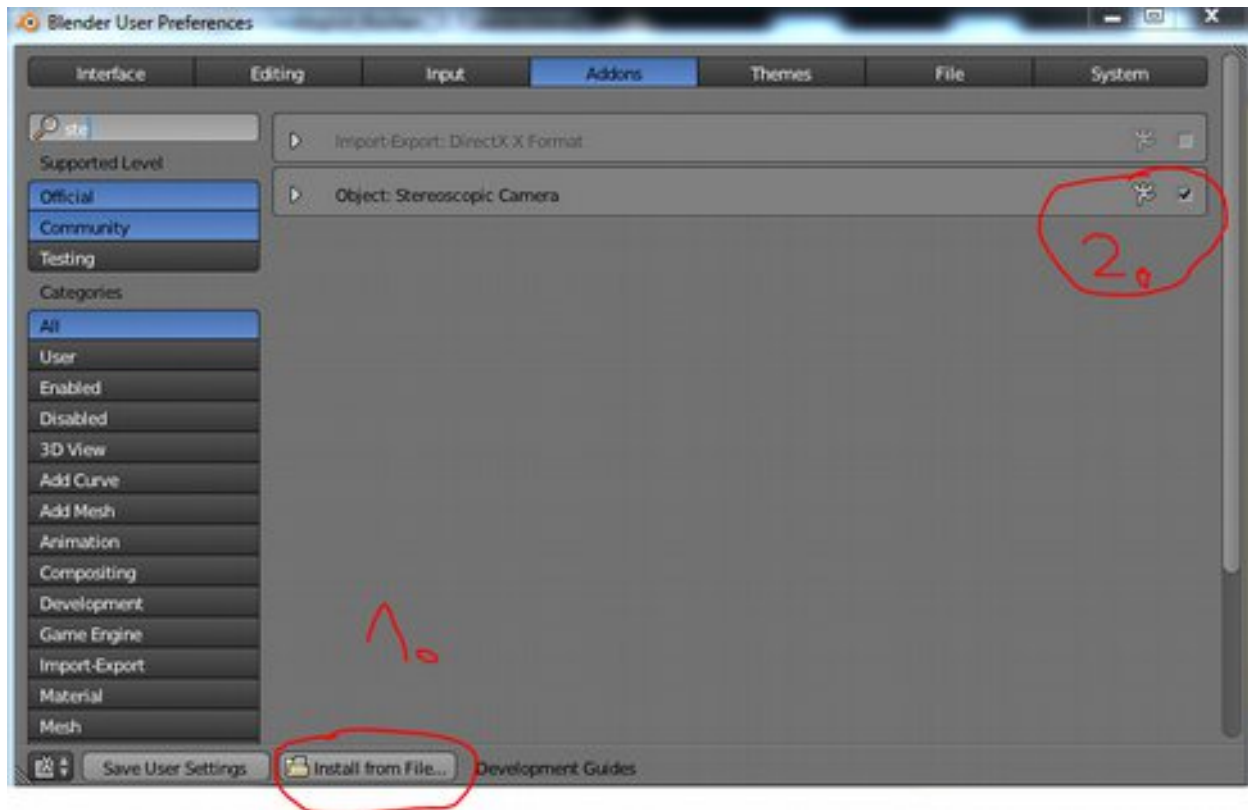 Blender User Preferences
Interface Editing Input Addons Themes File System
ste
Import-Export: DirectX X Format
Supported Level
Official
Object: Stereoscopic Camera
Community
2.
Testing
Categories
All
User
Enabled
Disabled
3D View
Add Curve
Add Mesh
Animation
Compositing
Development
Game Engine
1.
Import-Export
Material
Mesh
Save User Settings Install from File... Development Guides